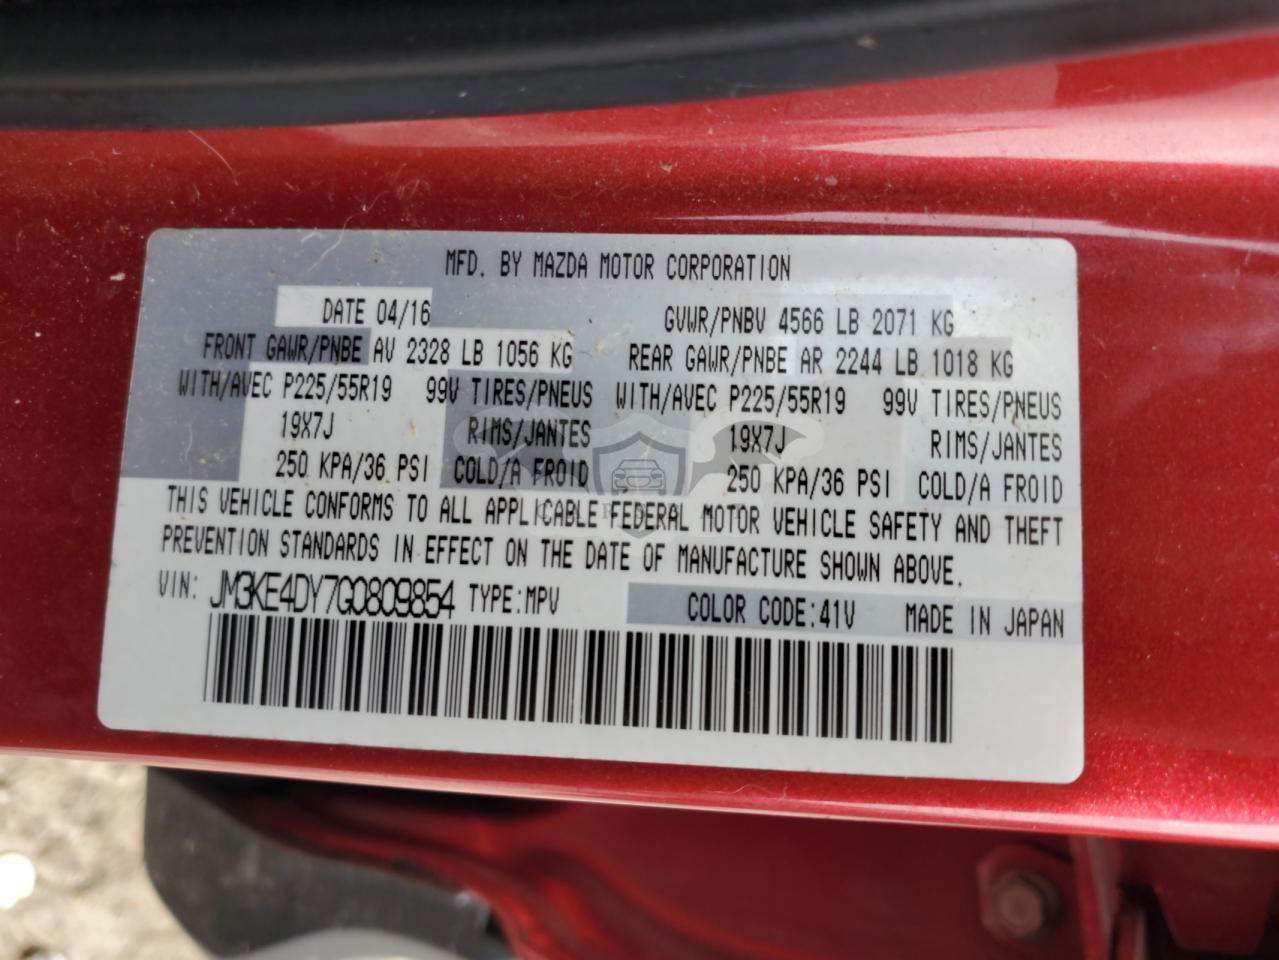 MFD. BY MAZDA MOTOR CORPORATION
DATE 04/16 GVWR/PNBV 4566 LB 2071 KG
FRONT GAWR/PNBE AV 2328 LB 1056 KG REAR GAWR/PNBE AR 2244 LB 1018 KG
WITH/AVEC P225/55R19 99V TIRES/PNEUS WITH/AVEC P225/55R19 99V TIRES/PNEUS
19X7J RIMS/JANTES 19X7J RIMS/JANTES
250 KPA/36 PSI COLD/A FROID 250 KPA/36 PSI COLD/A FROID
THIS VEHICLE CONFORMS TO ALL APPLICABLE FEDERAL MOTOR VEHICLE SAFETY AND THEFT
PREVENTION STANDARDS IN EFFECT ON THE DATE OF MANUFACTURE SHOWN ABOVE.
VIN: JM3KE4DY7G0809854 TYPE:MPV COLOR CODE:41V MADE IN JAPAN